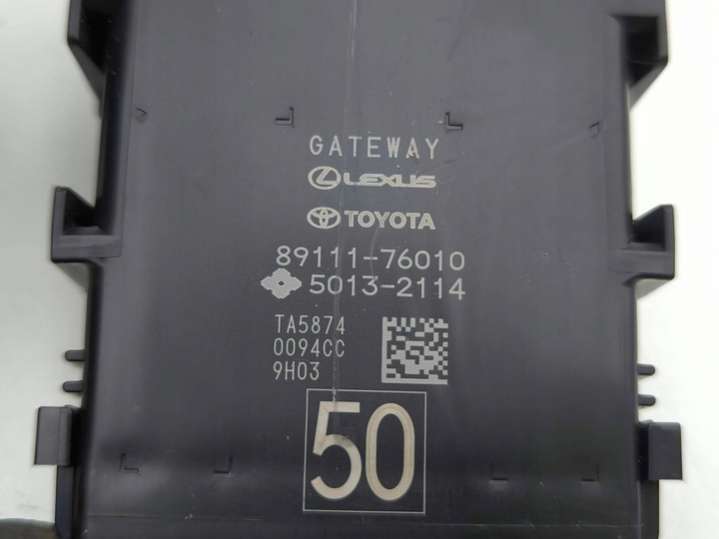 GATEWAY
LEXUS
TOYOTA
89111-76010
5013-2114
TA5874
0094CC
9H03
50